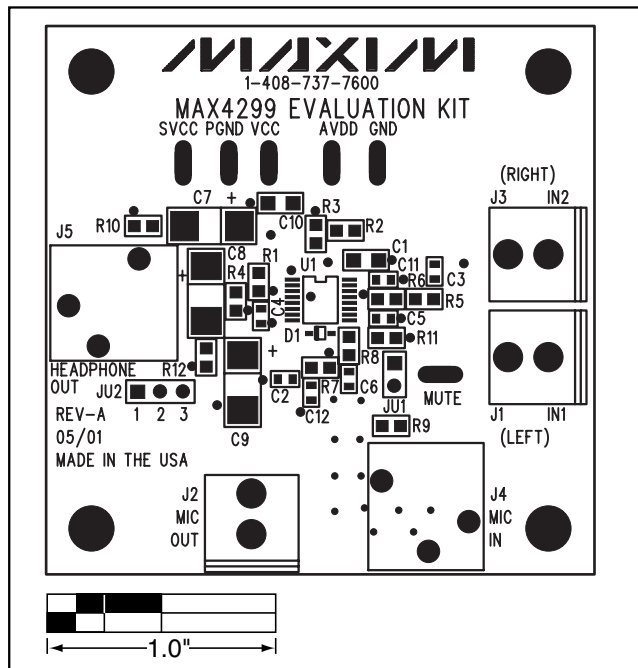 MAXIM
1-408-737-7600
MAX4299 EVALUATION KIT
SVCC PGND VCC AVDD GND
(RIGHT)
J3 IN2
C7 +
C10
R3
R2
R10
J5
C8
+
R1
R4
C4
U1
C1
C11
R6
C3
R5
C5
D1
R11
R8
+
HEADPHONE
OUT
R12
JU2
1 2 3
C9
C2
R7
C12
C6
JU1
MUTE
J1 IN1
(LEFT)
R9
REV-A
05/01
MADE IN THE USA
J2
MIC
OUT
J4
MIC
IN
1.0"